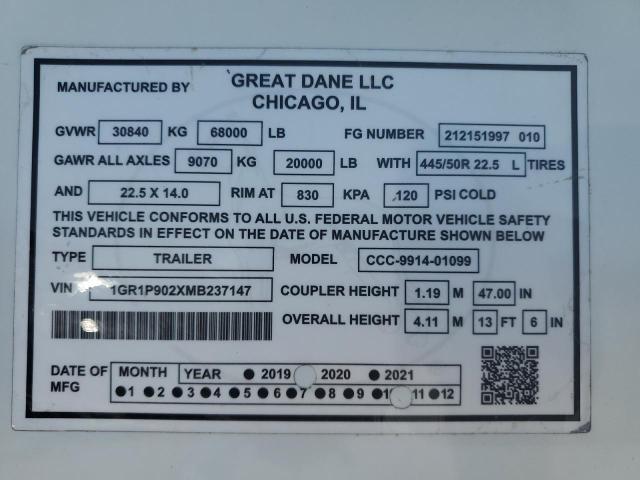 MANUFACTURED BY GREAT DANE LLC
CHICAGO, IL
GVWR 30840 KG 68000 LB FG NUMBER 212151997 010
GAWR ALL AXLES 9070 KG 20000 LB WITH 445/50R 22.5 L TIRES
AND 22.5 X 14.0 RIM AT 830 KPA 120 PSI COLD
THIS VEHICLE CONFORMS TO ALL U.S. FEDERAL MOTOR VEHICLE SAFETY
STANDARDS IN EFFECT ON THE DATE OF MANUFACTURE SHOWN BELOW
TYPE TRAILER MODEL CCC-9914-01099
VIN 1GR1P902XMB237147 COUPLER HEIGHT 1.19 M 47.00 IN
OVERALL HEIGHT 4.11 M 13 FT 6 IN
DATE OF MFG MONTH YEAR 2019 2020 2021
1 2 3 4 5 6 7 8 9 11 12